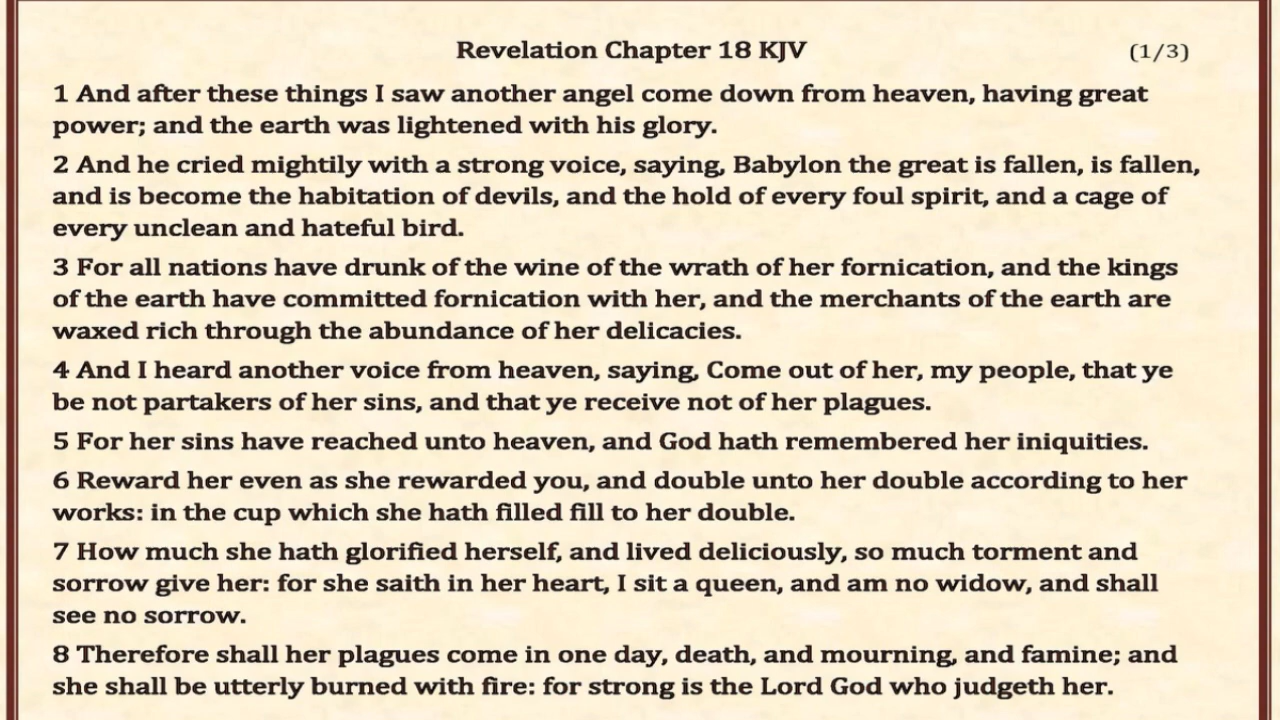 Revelation Chapter 18 KJV (1/3)
1 And after these things I saw another angel come down from heaven, having great
power; and the earth was lightened with his glory.
2 And he cried mightily with a strong voice, saying, Babylon the great is fallen, is fallen,
and is become the habitation of devils, and the hold of every foul spirit, and a cage of
every unclean and hateful bird.
3 For all nations have drunk of the wine of the wrath of her fornication, and the kings
of the earth have committed fornication with her, and the merchants of the earth are
waxed rich through the abundance of her delicacies.
4 And I heard another voice from heaven, saying, Come out of her, my people, that ye
be not partakers of her sins, and that ye receive not of her plagues.
5 For her sins have reached unto heaven, and God hath remembered her iniquities.
6 Reward her even as she rewarded you, and double unto her double according to her
works: in the cup which she hath filled fill to her double.
7 How much she hath glorified herself, and lived deliciously, so much torment and
sorrow give her: for she saith in her heart, I sit a queen, and am no widow, and shall
see no sorrow.
8 Therefore shall her plagues come in one day, death, and mourning, and famine; and
she shall be utterly burned with fire: for strong is the Lord God who judgeth her.